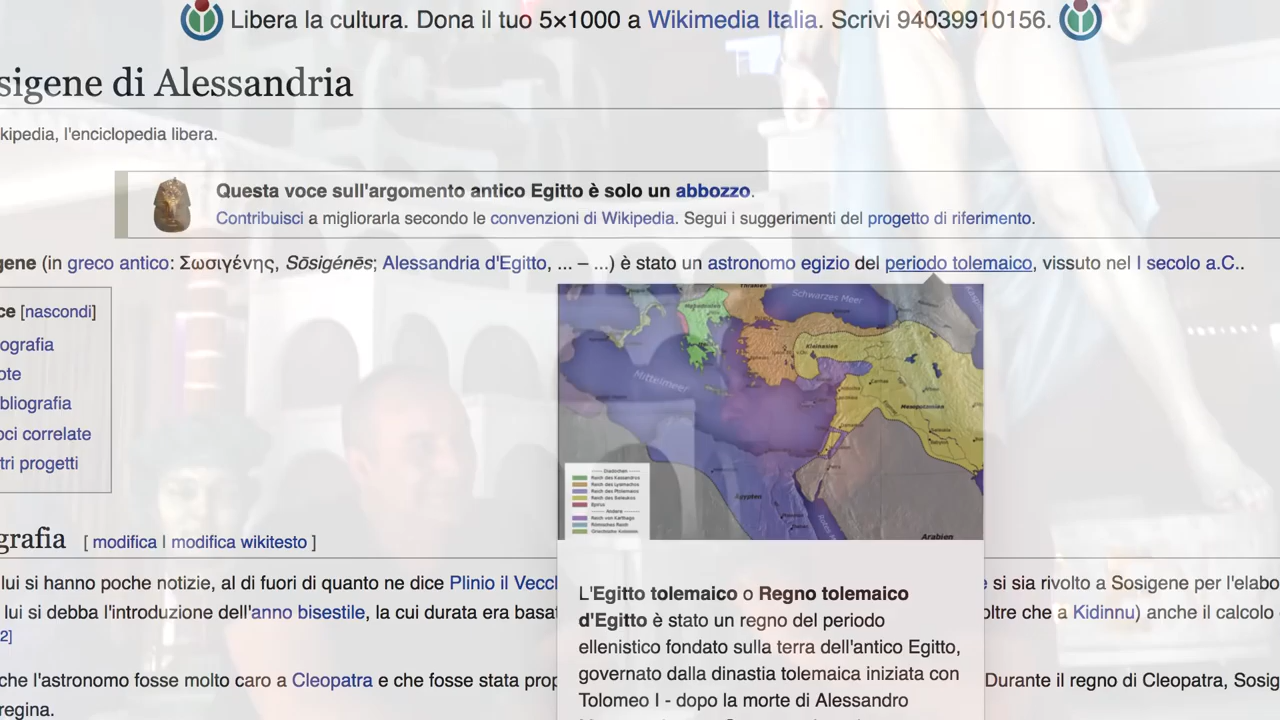 Libera la cultura. Dona il tuo 5×1000 a Wikimedia Italia. Scrivi 94039910156.
sigene di Alessandria
kipedia, l'enciclopedia libera.
Questa voce sull'argomento antico Egitto è solo un abbozzo.
Contribuisci a migliorarla secondo le convenzioni di Wikipedia. Segui i suggerimenti del progetto di riferimento.
gene (in greco antico: Σωσιγένης, Sōsigénēs; Alessandria d'Egitto, ... – ...) è stato un astronomo egizio del periodo tolemaico, vissuto nel I secolo a.C..
ce [nascondi]
ografia
ote
bliografia
oci correlate
tri progetti
Schwarzes Meer
Mittelmeer
Kleinasien
Mesopotamien
Ägypten
Arabien
grafia [ modifica | modifica wikitesto ]
lui si hanno poche notizie, al di fuori di quanto ne dice Plinio il Vecc
e si sia rivolto a Sosigene per l'elabo
lui si debba l'introduzione dell'anno bisestile, la cui durata era basat
oltre che a Kidinnu) anche il calcolo
2]
che l'astronomo fosse molto caro a Cleopatra e che fosse stata prop
Durante il regno di Cleopatra, Sosig
regina.
L'Egitto tolemaico o Regno tolemaico
d'Egitto è stato un regno del periodo
ellenistico fondato sulla terra dell'antico Egitto,
governato dalla dinastia tolemaica iniziata con
Tolomeo I - dopo la morte di Alessandro